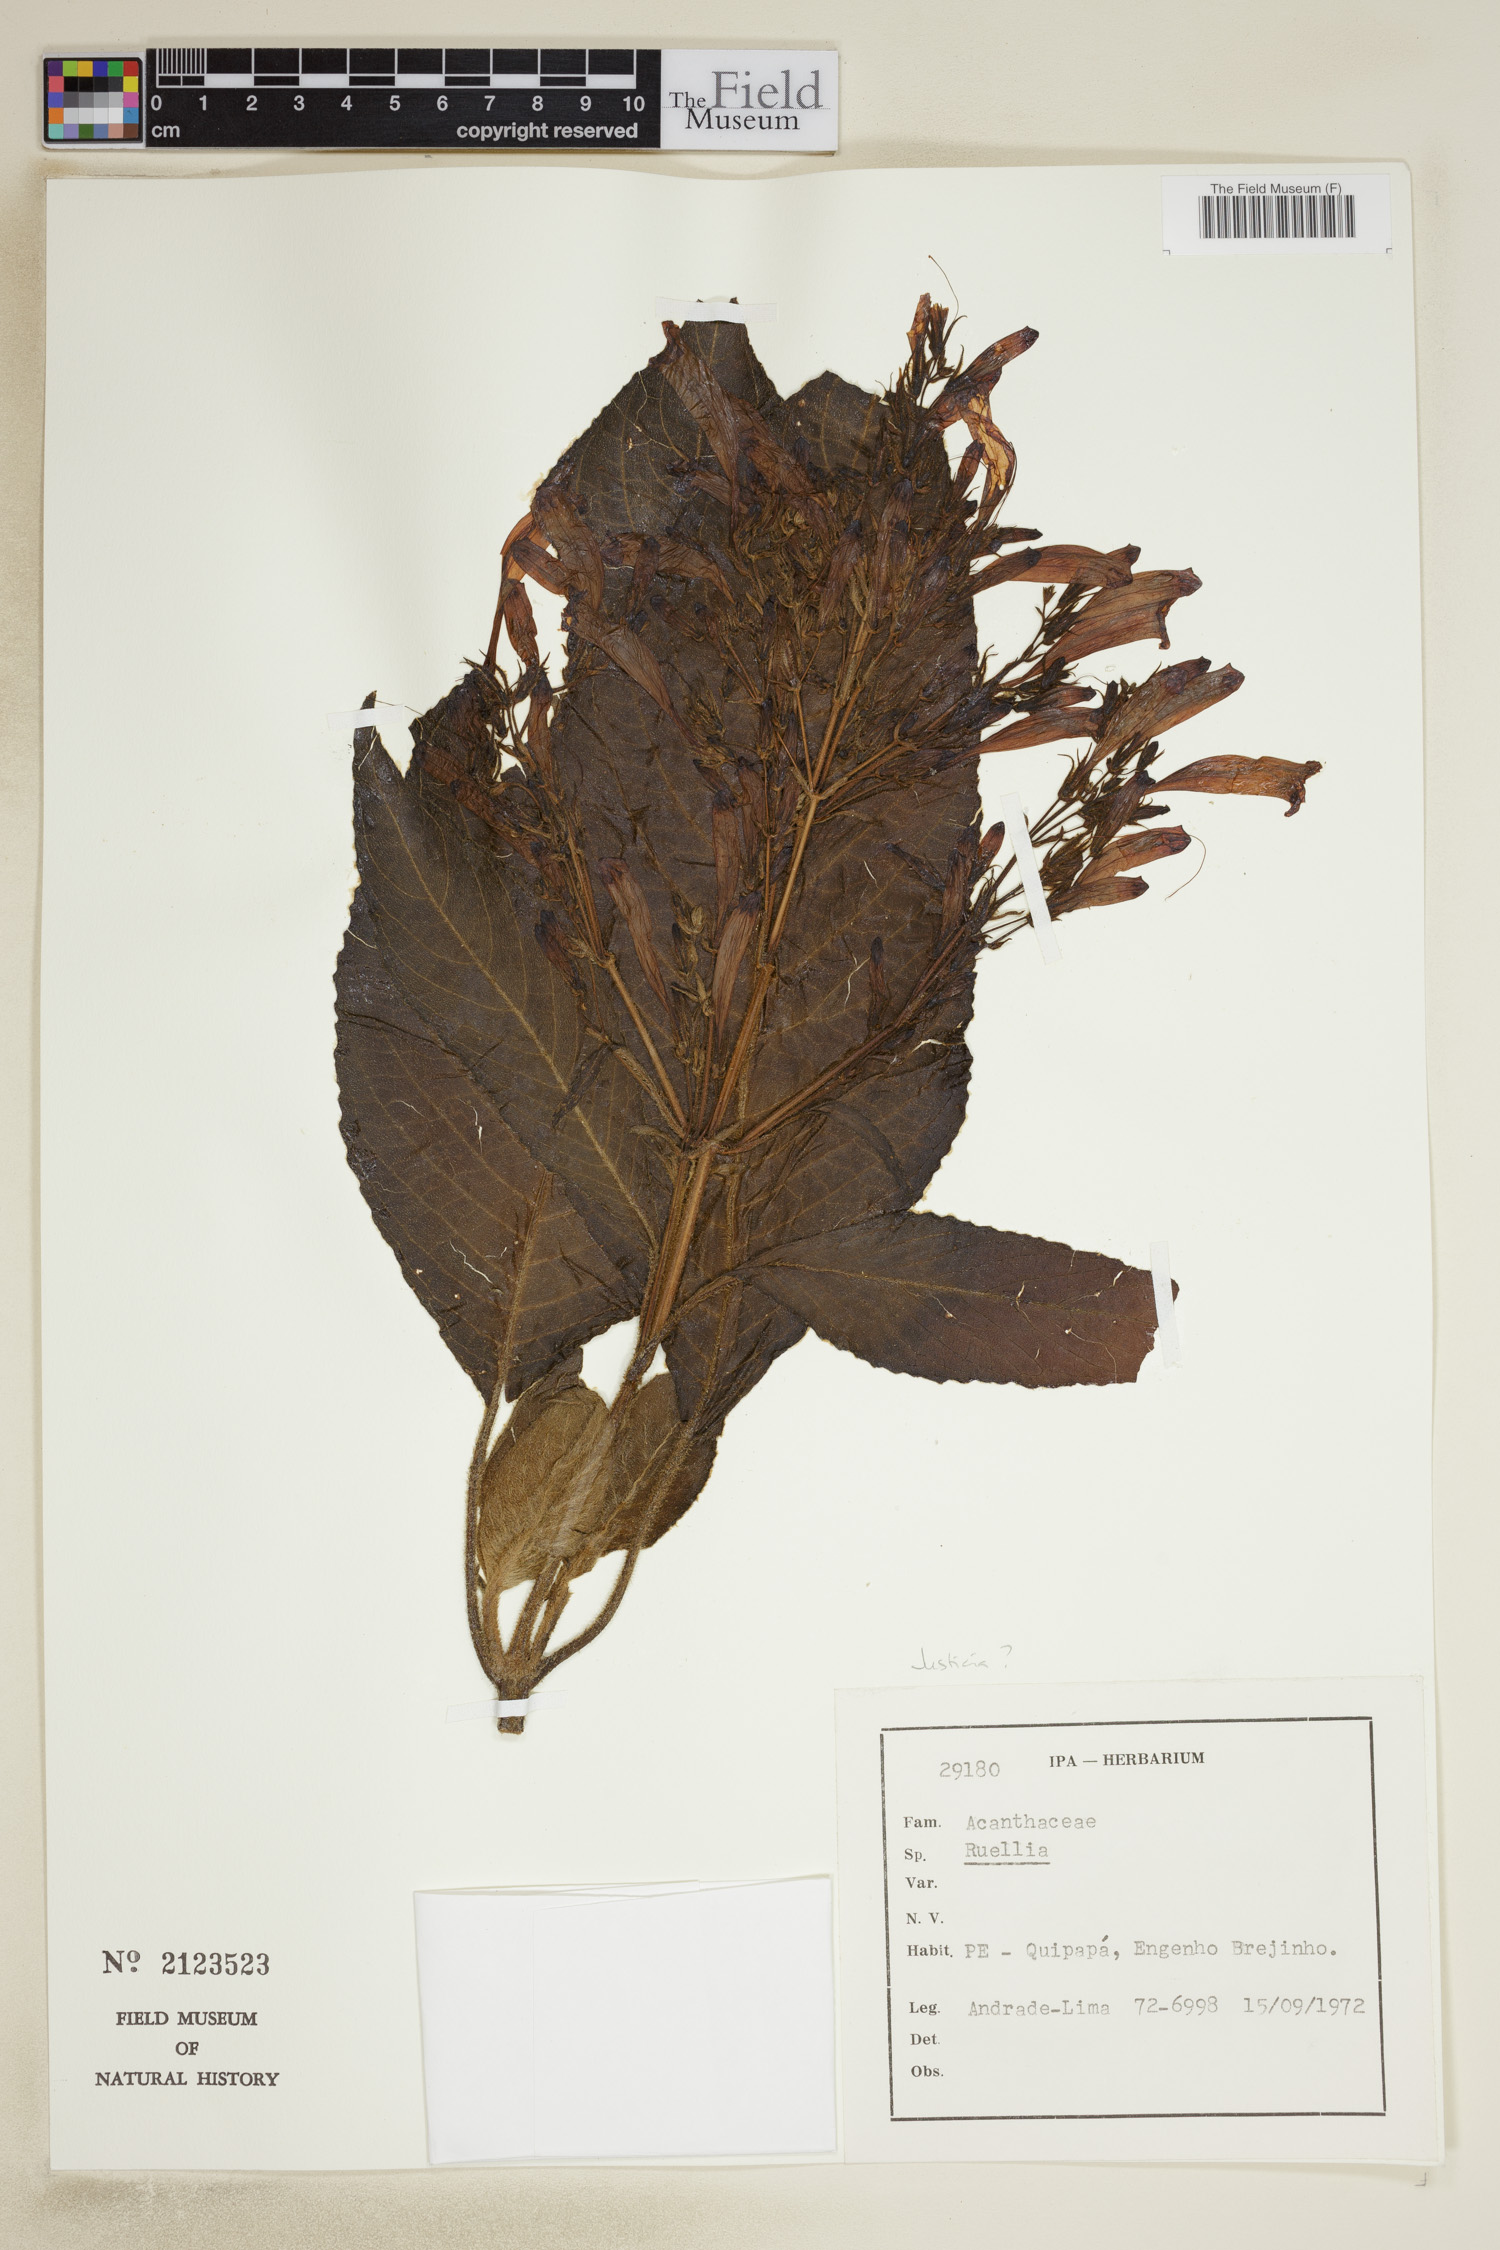 0 1 2 3 4 5 6 7 8 9 10
cm
copyright reserved
The Field
Museum
The Field Museum (F)
Justicia ?
29180 IPA — HERBARIUM
Fam. Acanthaceae
Sp. Ruellia
Var.
N. V.
Habit. PE - Quipapá, Engenho Brejinho.
Leg. Andrade-Lima 72-6998 15/09/1972
Det.
Obs.
Nº 2123523
FIELD MUSEUM
OF
NATURAL HISTORY